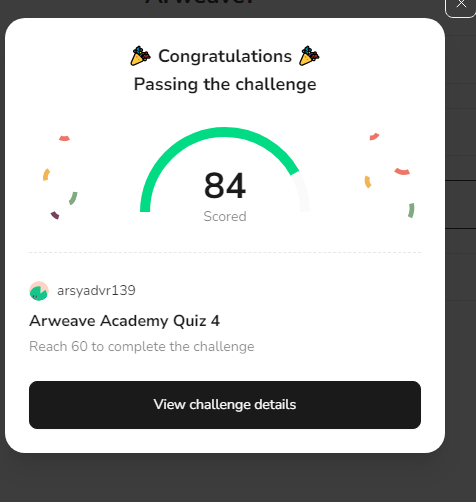 Arweave?
Congratulations
Passing the challenge
84
Scored
arsyadvr139
Arweave Academy Quiz 4
Reach 60 to complete the challenge
View challenge details